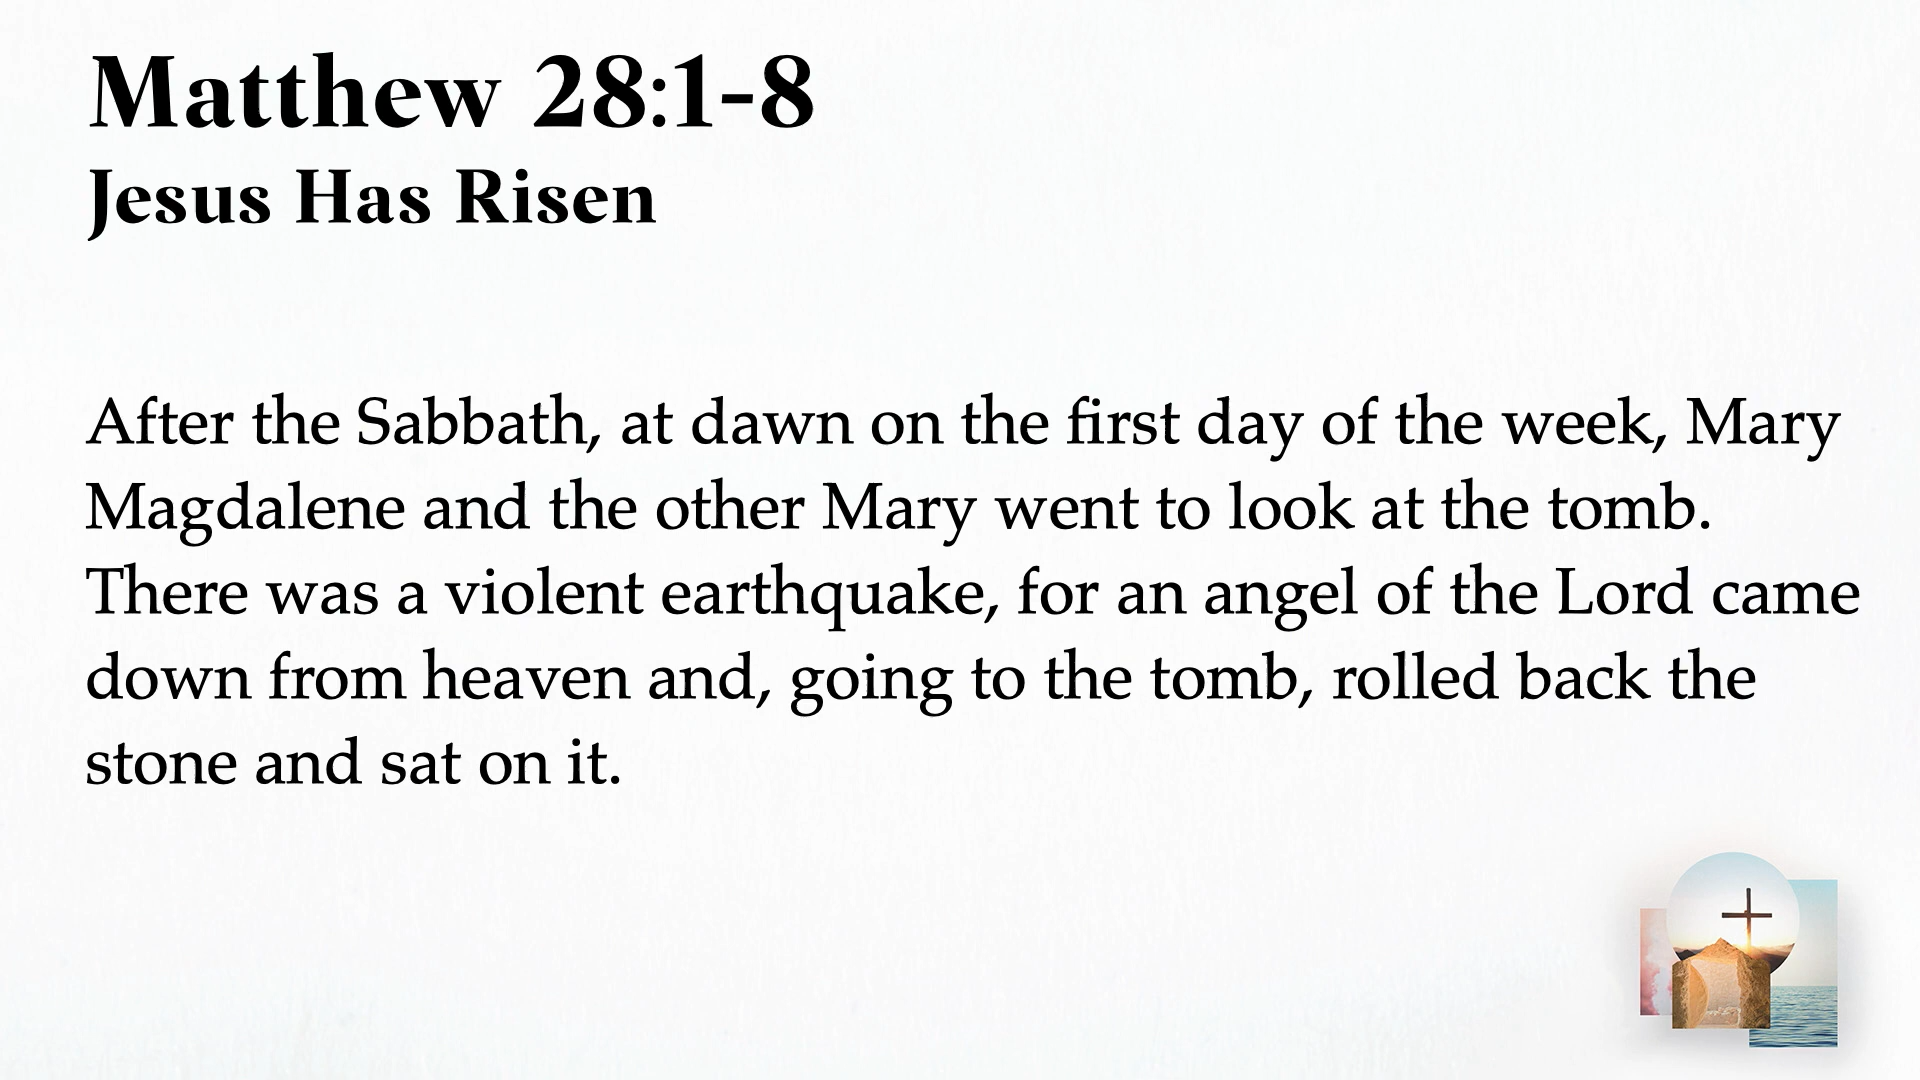 Matthew 28:1-8
Jesus Has Risen
After the Sabbath, at dawn on the first day of the week, Mary
Magdalene and the other Mary went to look at the tomb.
There was a violent earthquake, for an angel of the Lord came
down from heaven and, going to the tomb, rolled back the
stone and sat on it.